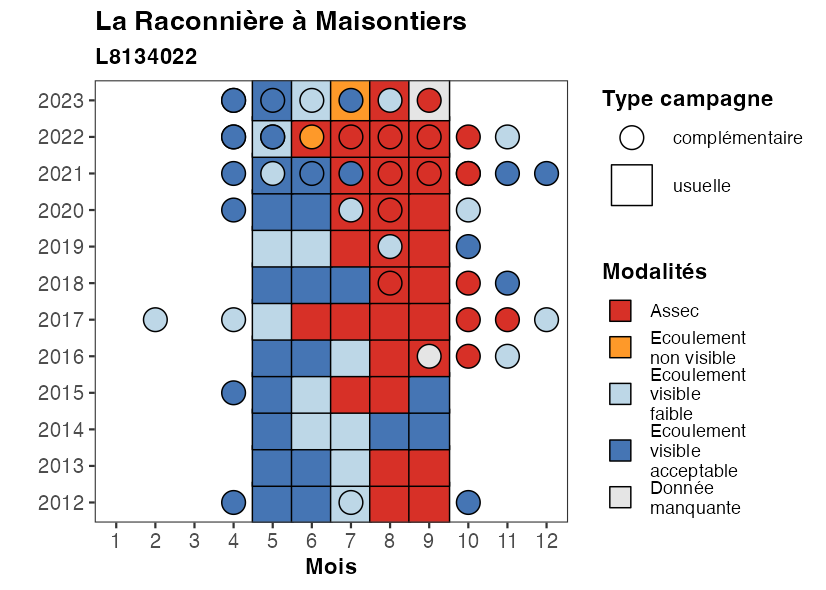 La Raconnière à Maisontiers
L8134022
2023
2022
2021
2020
2019
2018
2017
2016
2015
2014
2013
2012
1 2 3 4 5 6 7 8 9 10 11 12
Mois
Type campagne
complémentaire
usuelle
Modalités
Assec
Ecoulement
non visible
Ecoulement
visible
faible
Ecoulement
visible
acceptable
Donnée
manquante